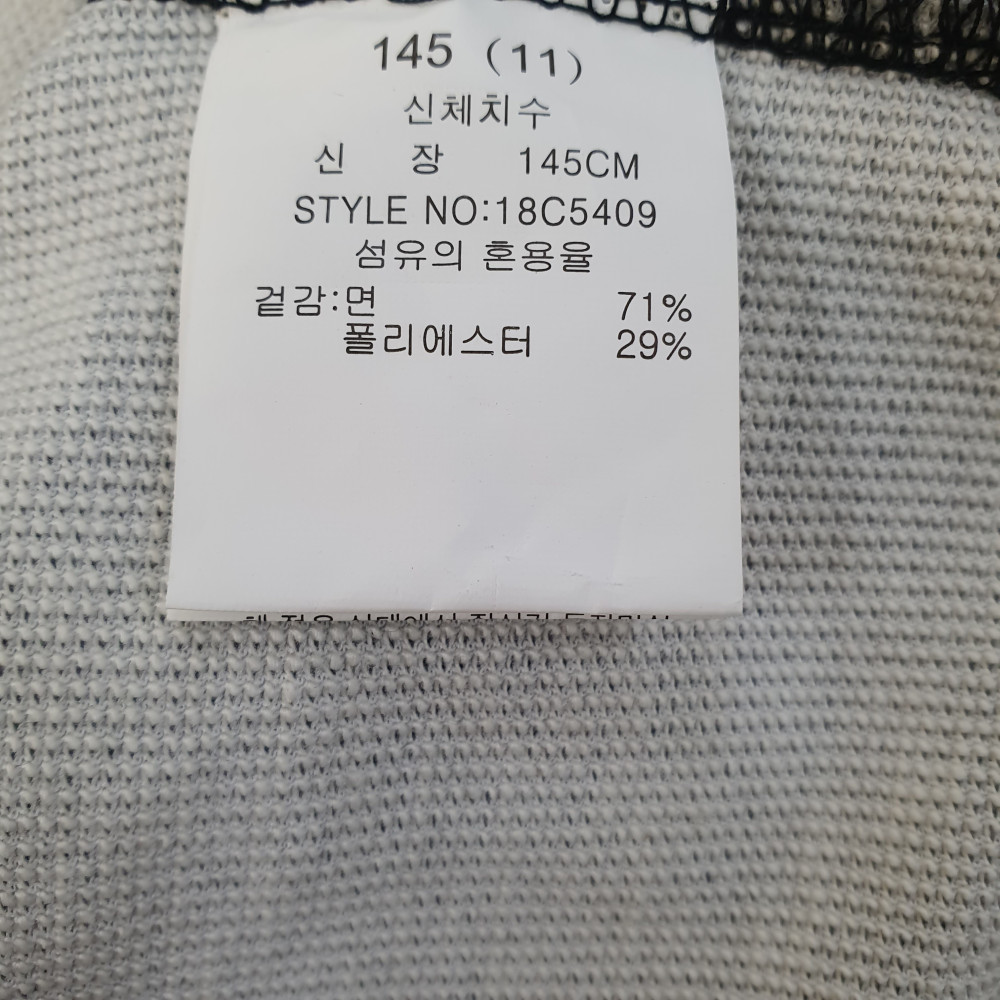 145 (11)
신체치수
신 장 145CM
STYLE NO:18C5409
섬유의 혼용율
겉감:면 71%
폴리에스터 29%